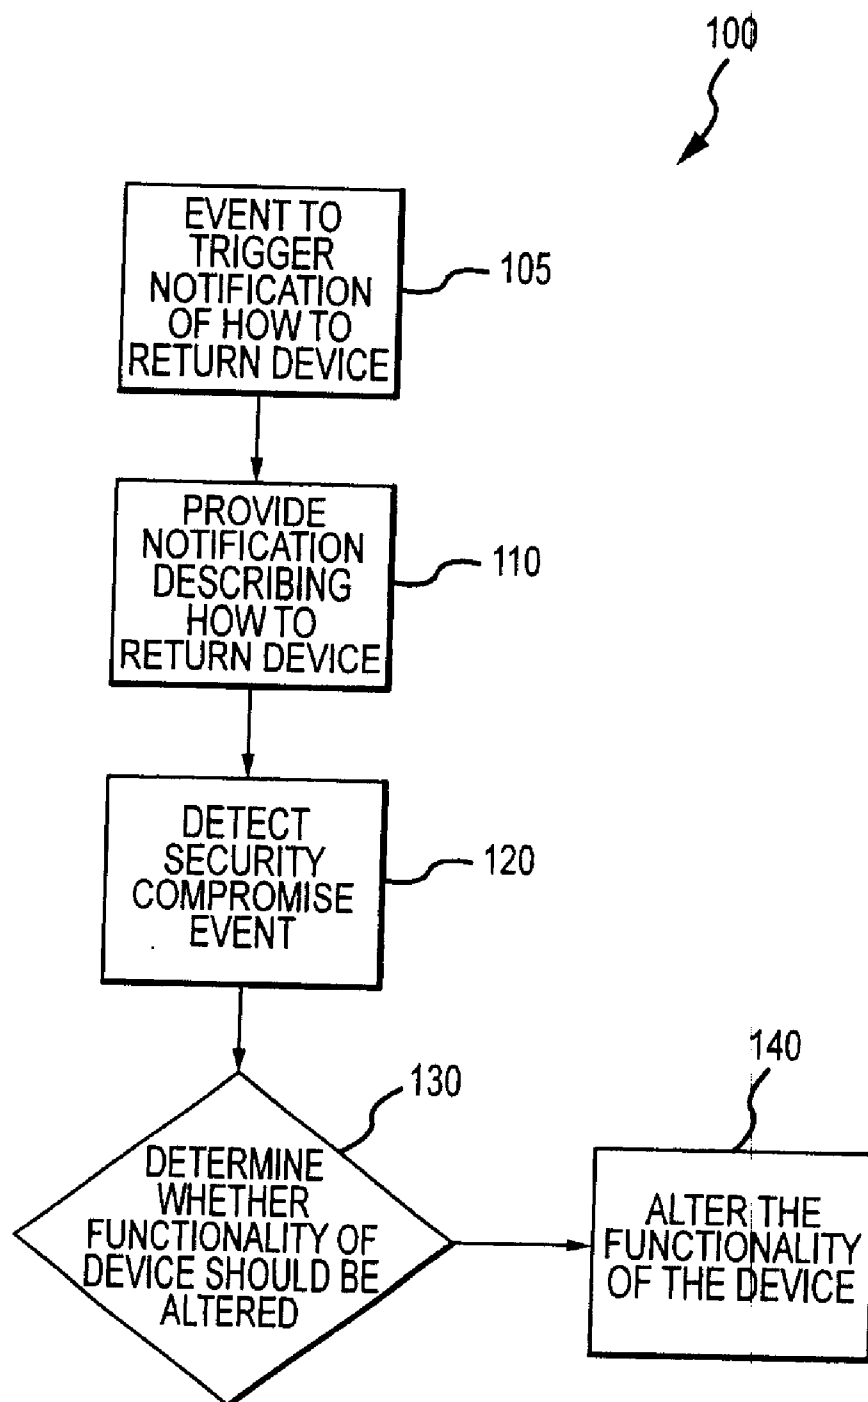 100
EVENT TO
TRIGGER
NOTIFICATION
OF HOW TO
RETURN DEVICE
105
PROVIDE
NOTIFICATION
DESCRIBING
HOW TO
RETURN DEVICE
110
DETECT
SECURITY
COMPROMISE
EVENT
120
DETERMINE
WHETHER
FUNCTIONALITY OF
DEVICE SHOULD BE
ALTERED
130
ALTER THE
FUNCTIONALITY
OF THE DEVICE
140